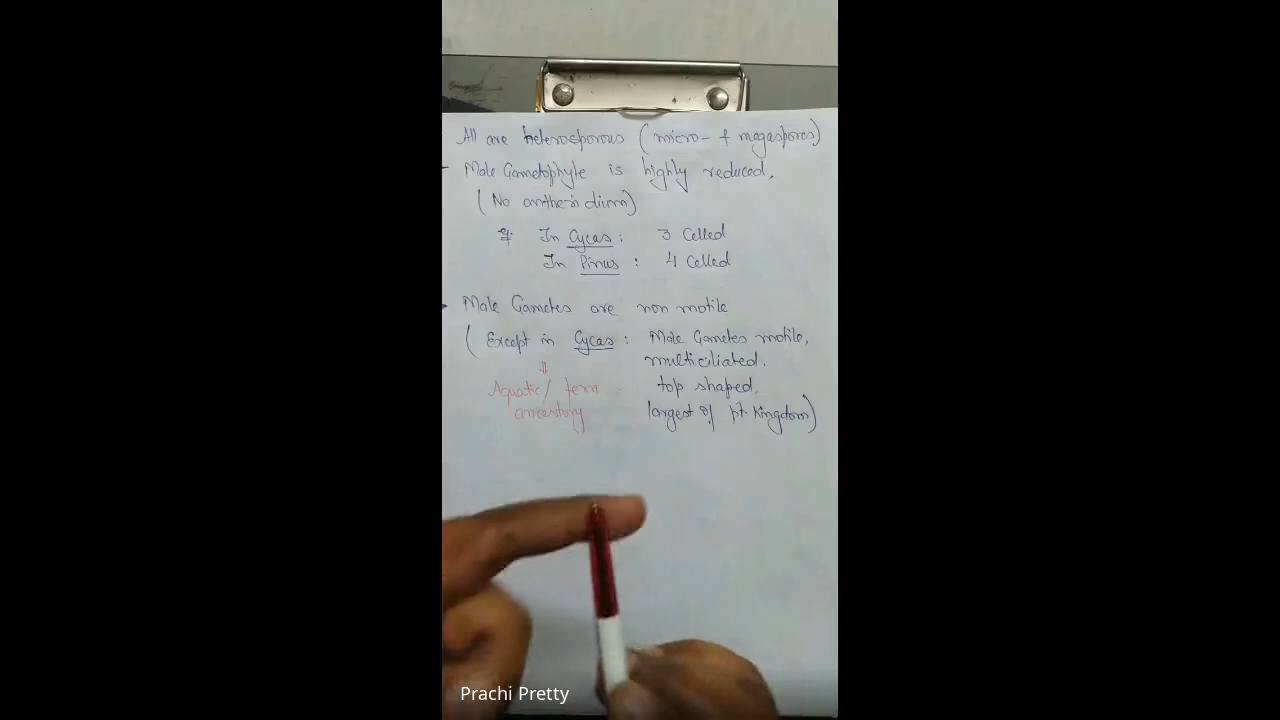 All are heterosporous (micro- + megaspores)
- Male Gametophyte is highly reduced.
(No antheridium)
In Cycas : 3 Celled
In Pinus : 4 Celled
Male Gametes are non motile
(Except in Cycas : Male Gametes motile,
multiciliated.
⇓
Aquatic/ fern top shaped.
ancestory largest of pt. Kingdom)
Prachi Pretty